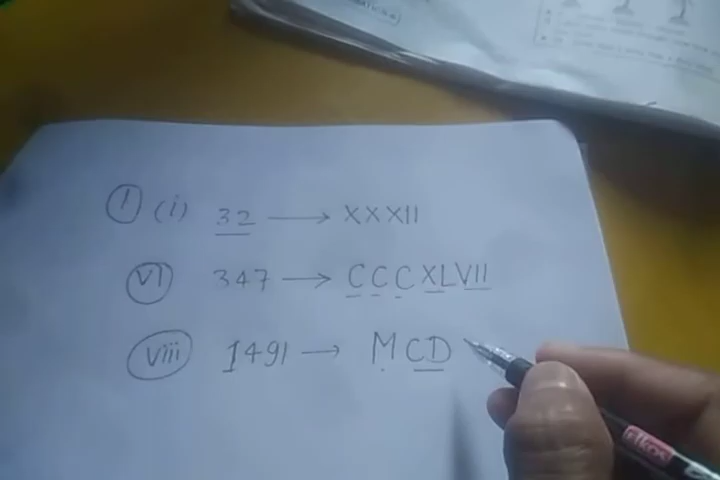 ① (i) 32 → XXXII
VI 347 → CCCXLVII
viii 1491 → MCD